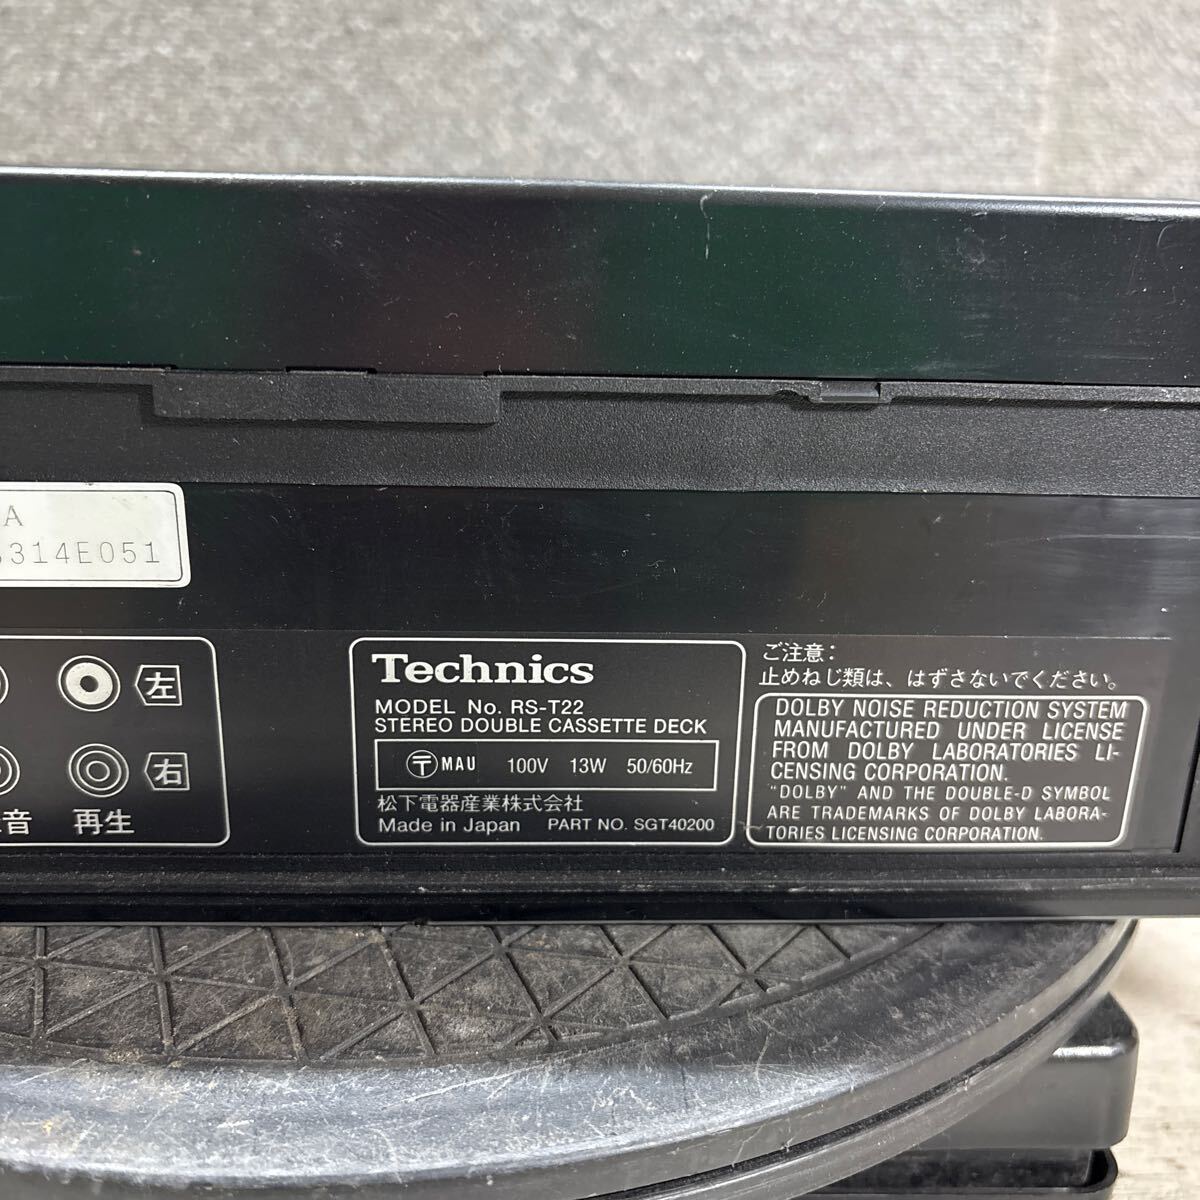 A
314E051
左
右
音 再生
Technics
MODEL No. RS-T22
STEREO DOUBLE CASSETTE DECK
〒 MAU 100V 13W 50/60Hz
松下電器産業株式会社
Made in Japan PART NO. SGT40200
ご注意:
止めねじ類は、はずさないでください。
DOLBY NOISE REDUCTION SYSTEM
MANUFACTURED UNDER LICENSE
FROM DOLBY LABORATORIES LI-
CENSING CORPORATION.
"DOLBY" AND THE DOUBLE-D SYMBOL
ARE TRADEMARKS OF DOLBY LABORA-
TORIES LICENSING CORPORATION.